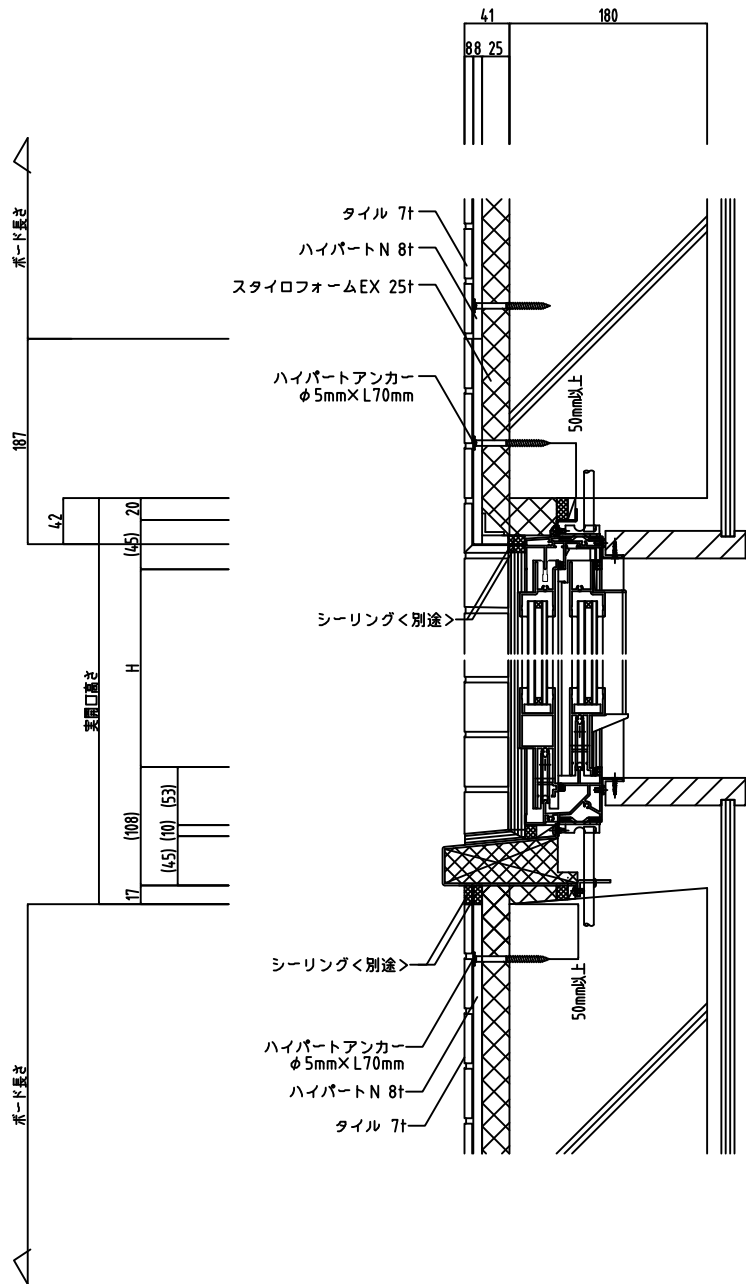 41
180
88 25
タイル 7t
ハイパートN 8t
スタイロフォームEX 25t
ハイパートアンカー
φ5mm×L70mm
50mm以上
ボード長さ
187
42
20
(45)
シーリング<別途>
H
実開口高さ
(53)
(108)
(10)
(45)
17
シーリング<別途>
50mm以上
ハイパートアンカー
φ5mm×L70mm
ハイパートN 8t
タイル 7t
ボード長さ